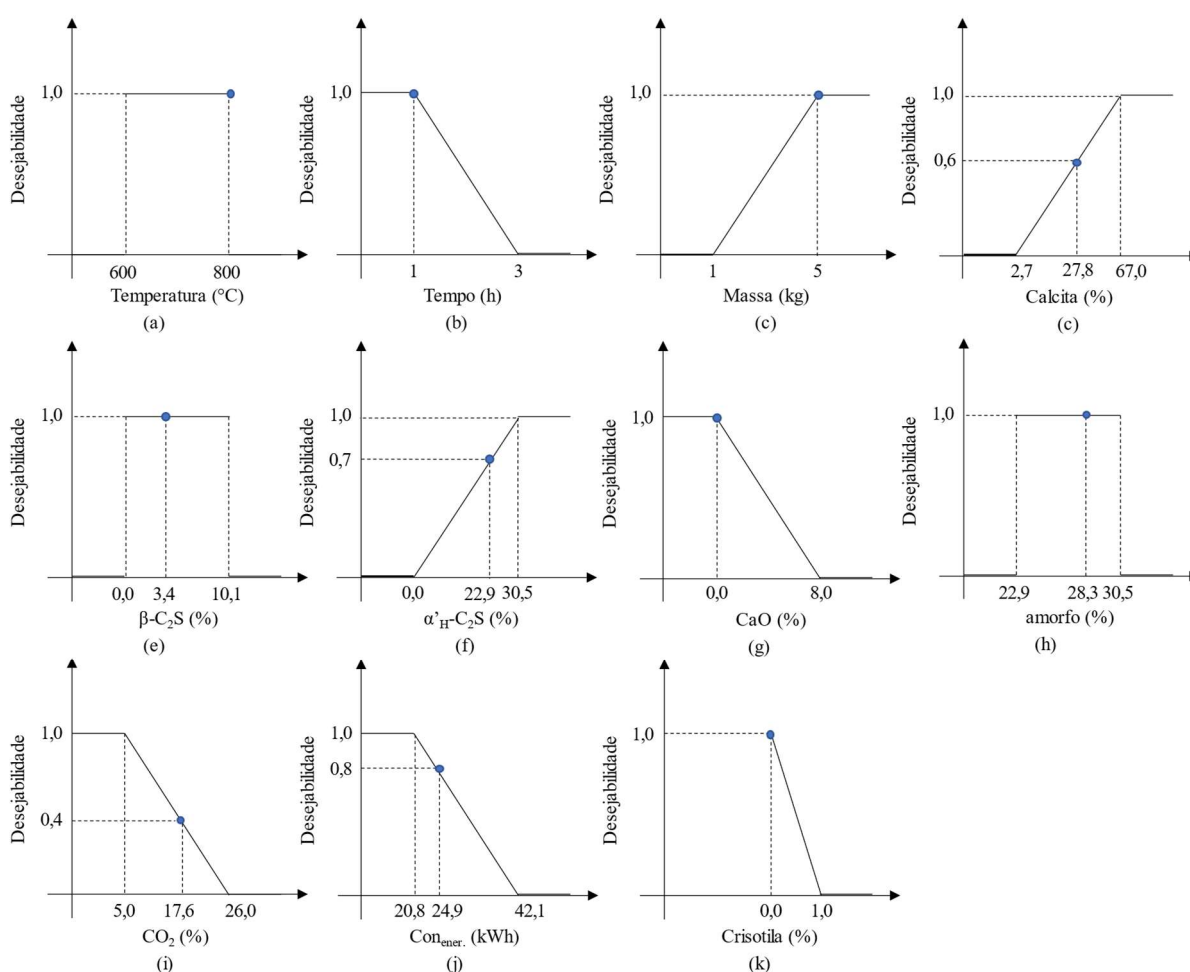 Desejabilidade
1,0
600 800
Temperatura (°C)
(a)
Desejabilidade
1,0
1 3
Tempo (h)
(b)
Desejabilidade
1,0
1 5
Massa (kg)
(c)
Desejabilidade
1,0
0,6
2,7 27,8 67,0
Calcita (%)
(c)
Desejabilidade
1,0
0,0 3,4 10,1
β-C₂S (%)
(e)
Desejabilidade
1,0
0,7
0,0 22,9 30,5
α’H-C₂S (%)
(f)
Desejabilidade
1,0
0,0 8,0
CaO (%)
(g)
Desejabilidade
1,0
22,9 28,3 30,5
amorfo (%)
(h)
Desejabilidade
1,0
0,4
5,0 17,6 26,0
CO₂ (%)
(i)
Desejabilidade
1,0
0,8
20,8 24,9 42,1
Conener. (kWh)
(j)
Desejabilidade
1,0
0,0 1,0
Crisotila (%)
(k)